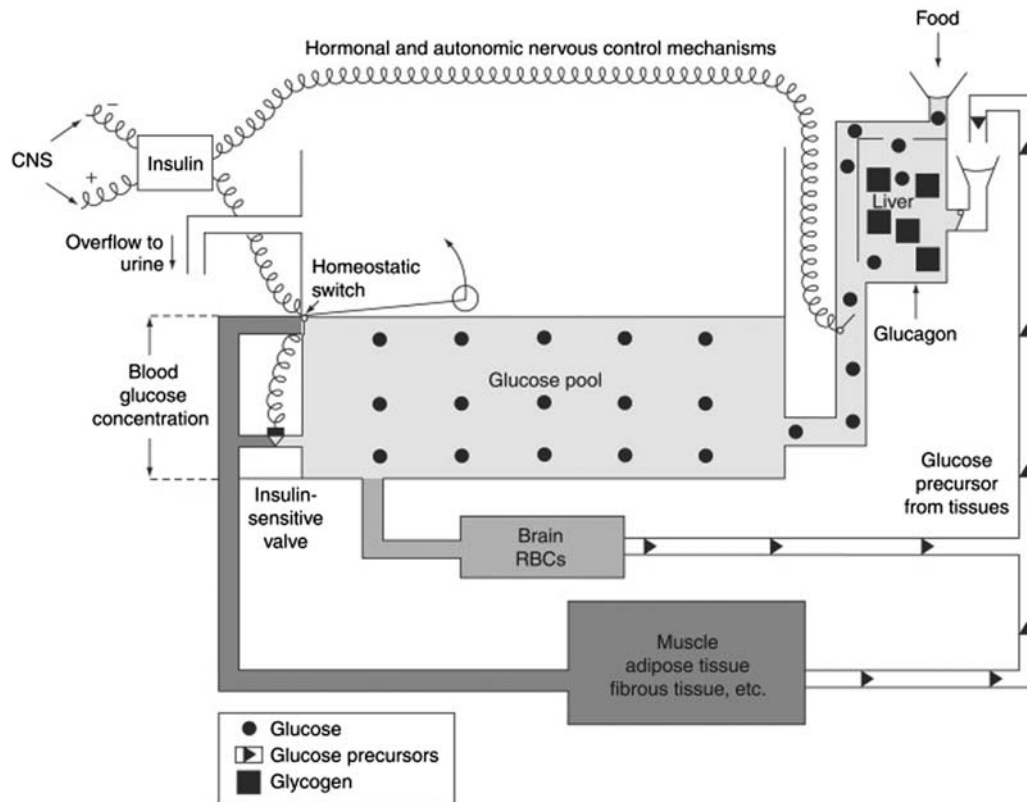 Food
Hormonal and autonomic nervous control mechanisms
−
CNS
Insulin
+
Liver
Overflow to
urine
Homeostatic
switch
Glucagon
Blood
glucose
concentration
Glucose pool
Glucose
precursor
from tissues
Insulin-
sensitive
valve
Brain
RBCs
Muscle
adipose tissue
fibrous tissue, etc.
Glucose
Glucose precursors
Glycogen